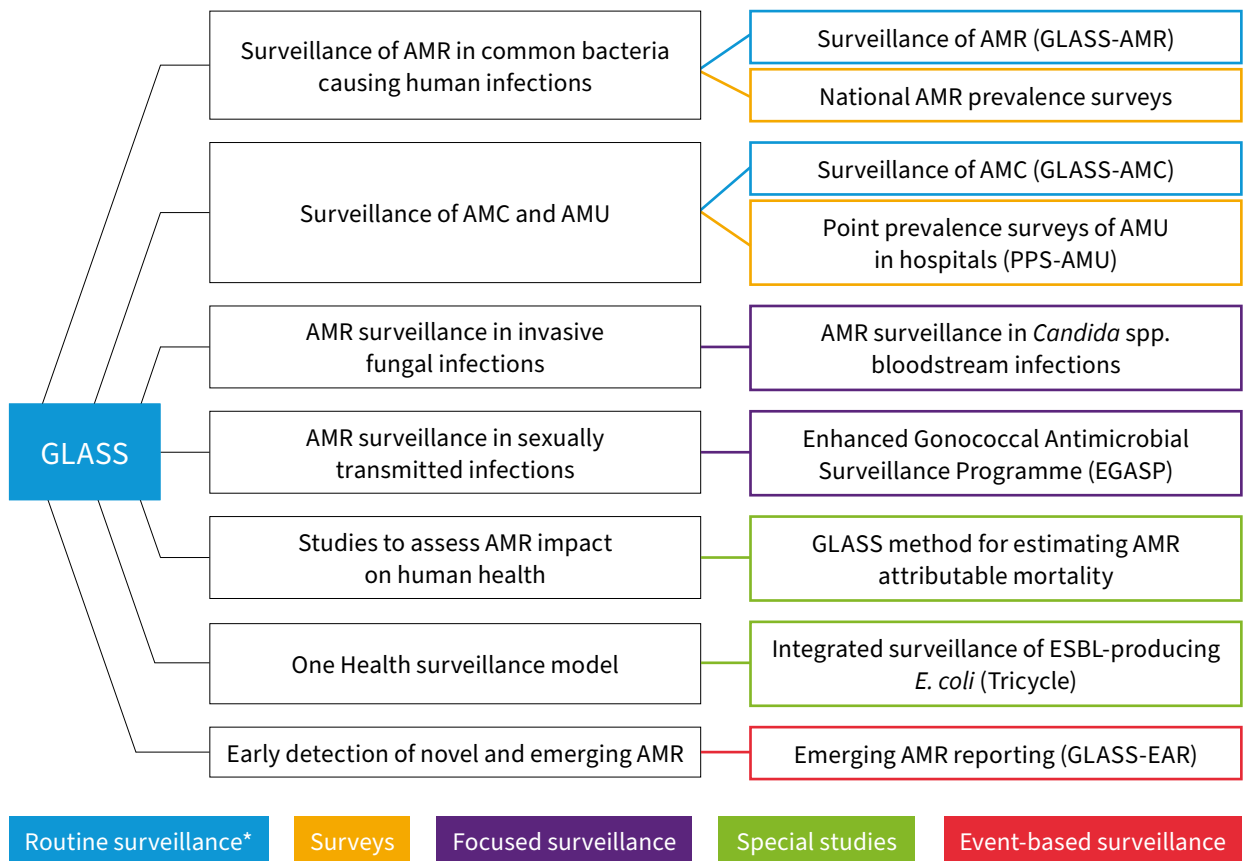 Surveillance of AMR in common bacteria
causing human infections
Surveillance of AMR (GLASS-AMR)
National AMR prevalence surveys
Surveillance of AMC and AMU
Surveillance of AMC (GLASS-AMC)
Point prevalence surveys of AMU
in hospitals (PPS-AMU)
AMR surveillance in invasive
fungal infections
AMR surveillance in Candida spp.
bloodstream infections
GLASS
AMR surveillance in sexually
transmitted infections
Enhanced Gonococcal Antimicrobial
Surveillance Programme (EGASP)
Studies to assess AMR impact
on human health
GLASS method for estimating AMR
attributable mortality
One Health surveillance model
Integrated surveillance of ESBL-producing
E. coli (Tricycle)
Early detection of novel and emerging AMR
Emerging AMR reporting (GLASS-EAR)
Routine surveillance*
Surveys
Focused surveillance
Special studies
Event-based surveillance